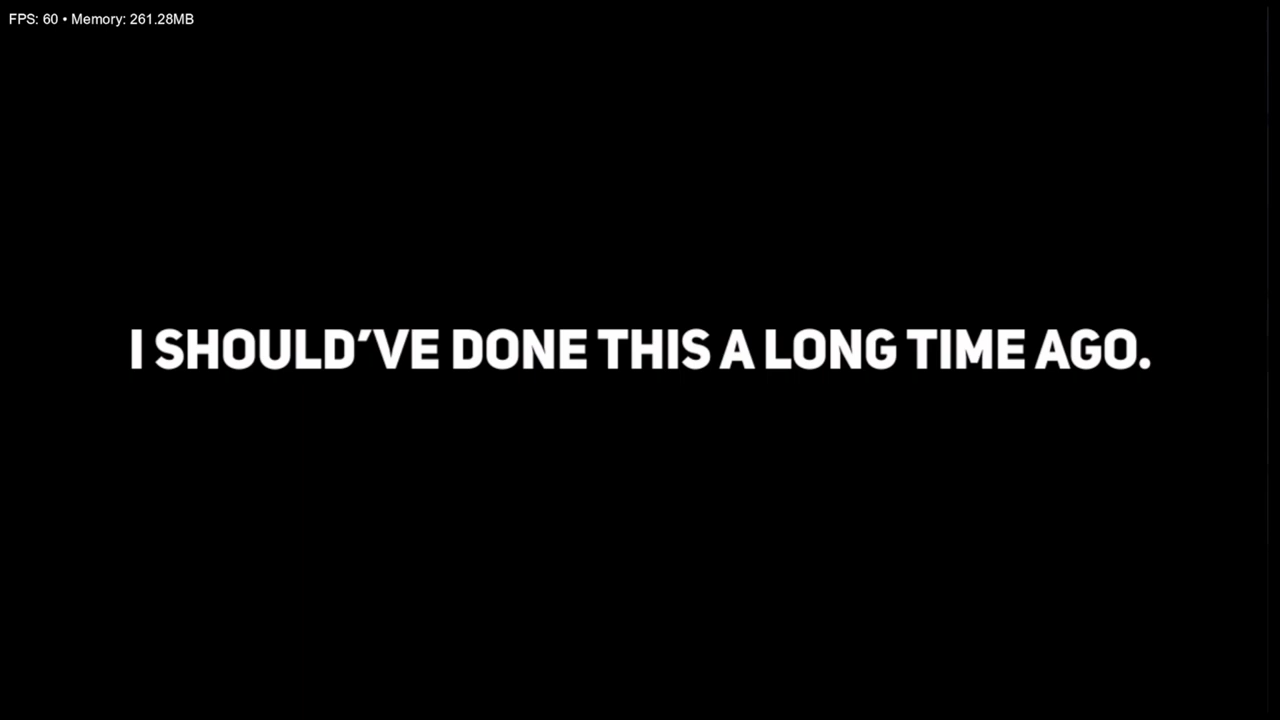 FPS: 60 • Memory: 261.28MB
I SHOULD’VE DONE THIS A LONG TIME AGO.